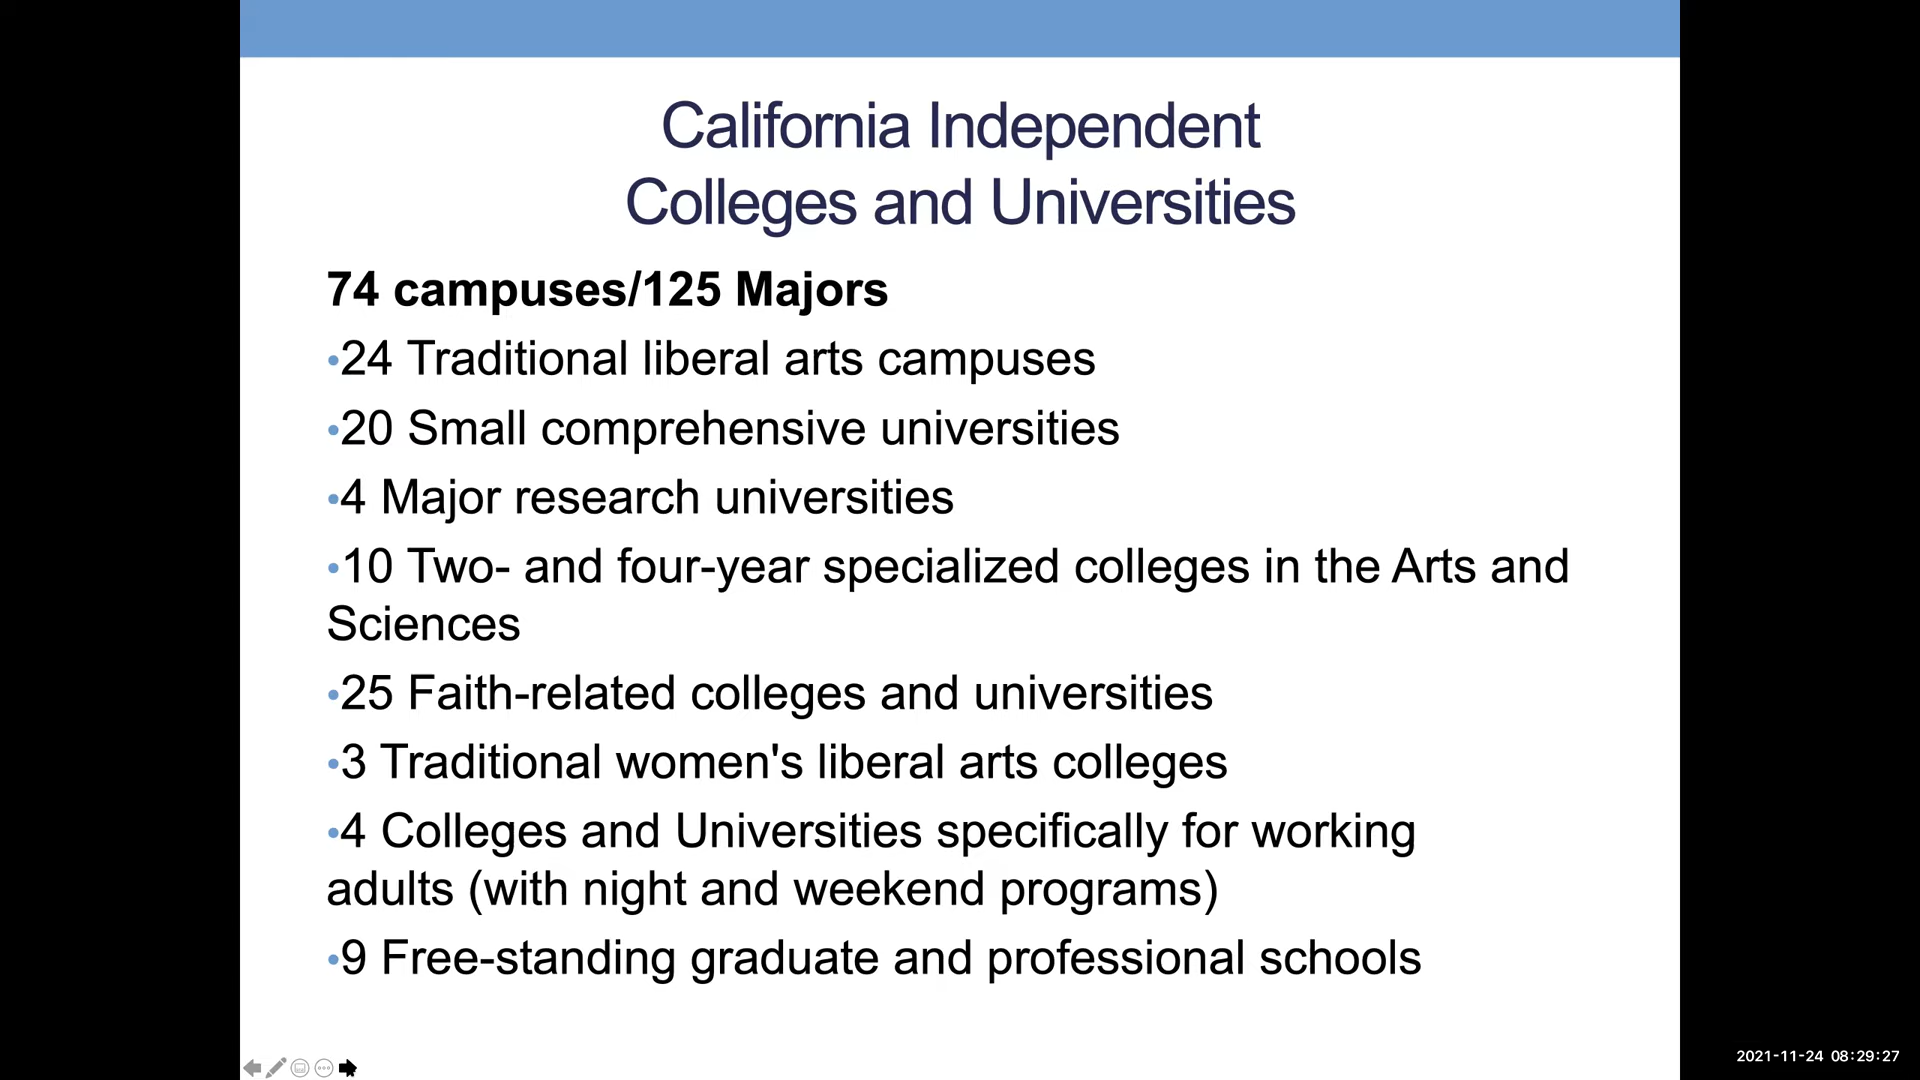 California Independent
Colleges and Universities
74 campuses/125 Majors
•24 Traditional liberal arts campuses
•20 Small comprehensive universities
•4 Major research universities
•10 Two- and four-year specialized colleges in the Arts and
Sciences
•25 Faith-related colleges and universities
•3 Traditional women's liberal arts colleges
•4 Colleges and Universities specifically for working
adults (with night and weekend programs)
•9 Free-standing graduate and professional schools
2021-11-24 08:29:27